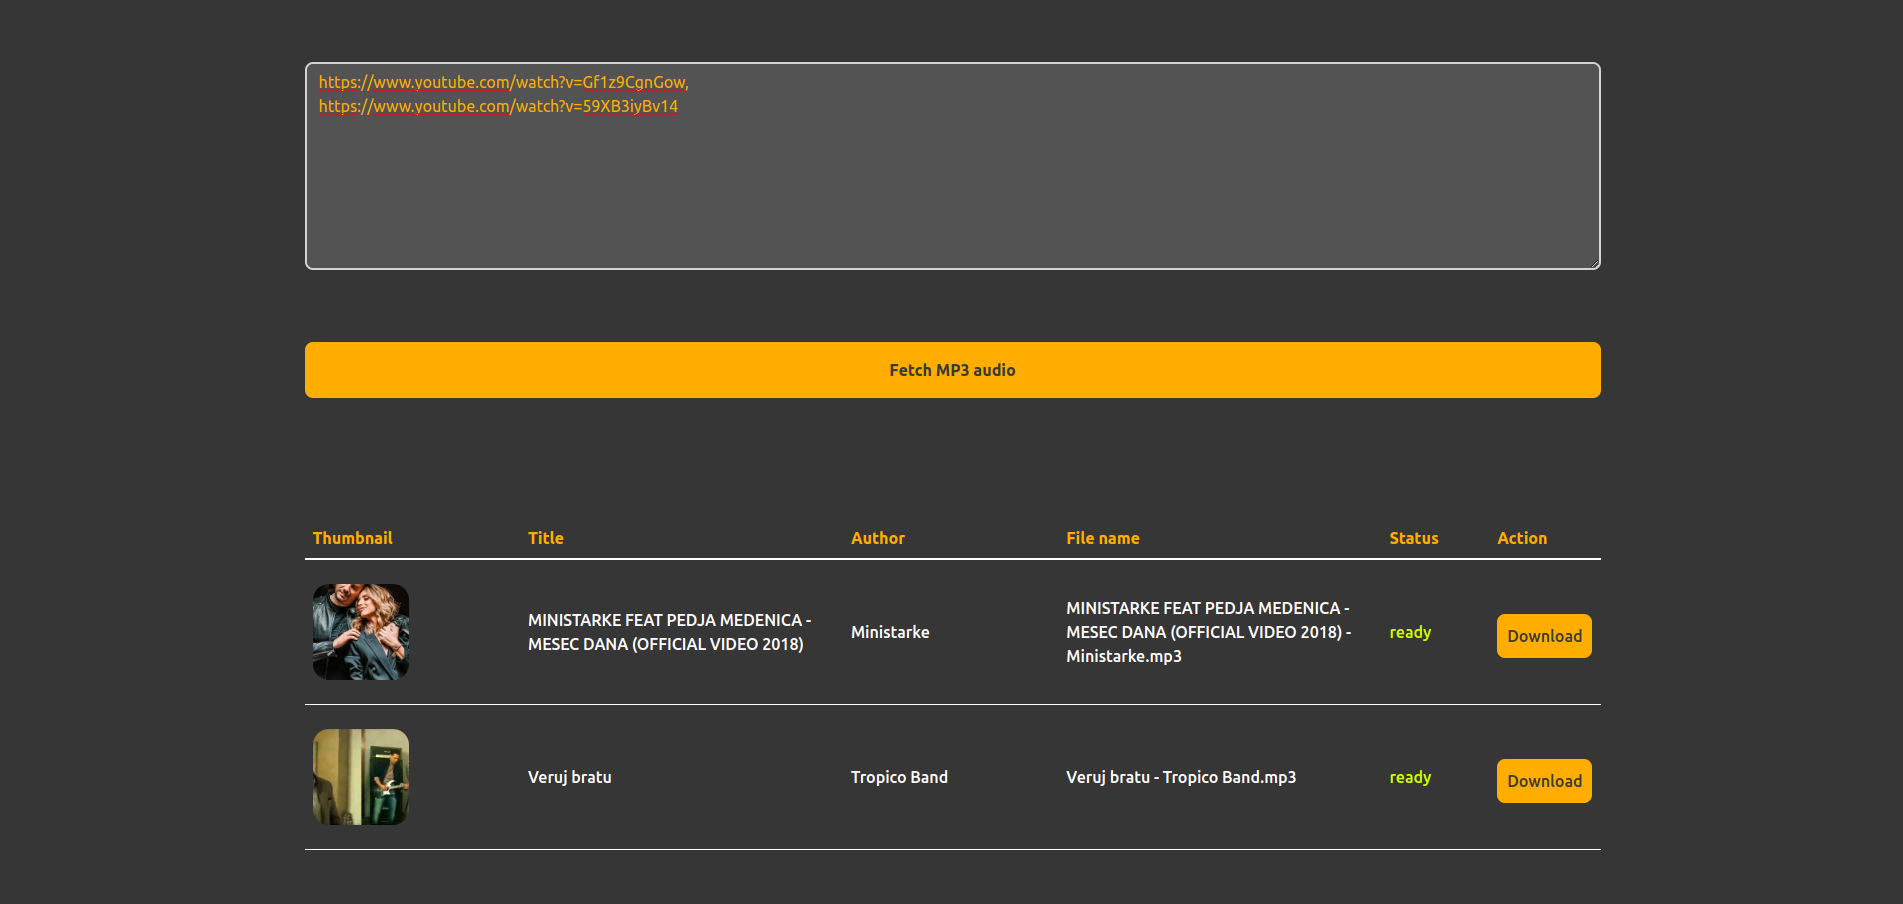 https://www.youtube.com/watch?v=Gf1z9CgnGow,
https://www.youtube.com/watch?v=59XB3iyBv14
Fetch MP3 audio
Thumbnail Title Author File name Status Action
MINISTARKE FEAT PEDJA MEDENICA -
MESEC DANA (OFFICIAL VIDEO 2018)
Ministarke
MINISTARKE FEAT PEDJA MEDENICA -
MESEC DANA (OFFICIAL VIDEO 2018) -
Ministarke.mp3
ready
Download
Veruj bratu
Tropico Band
Veruj bratu - Tropico Band.mp3
ready
Download